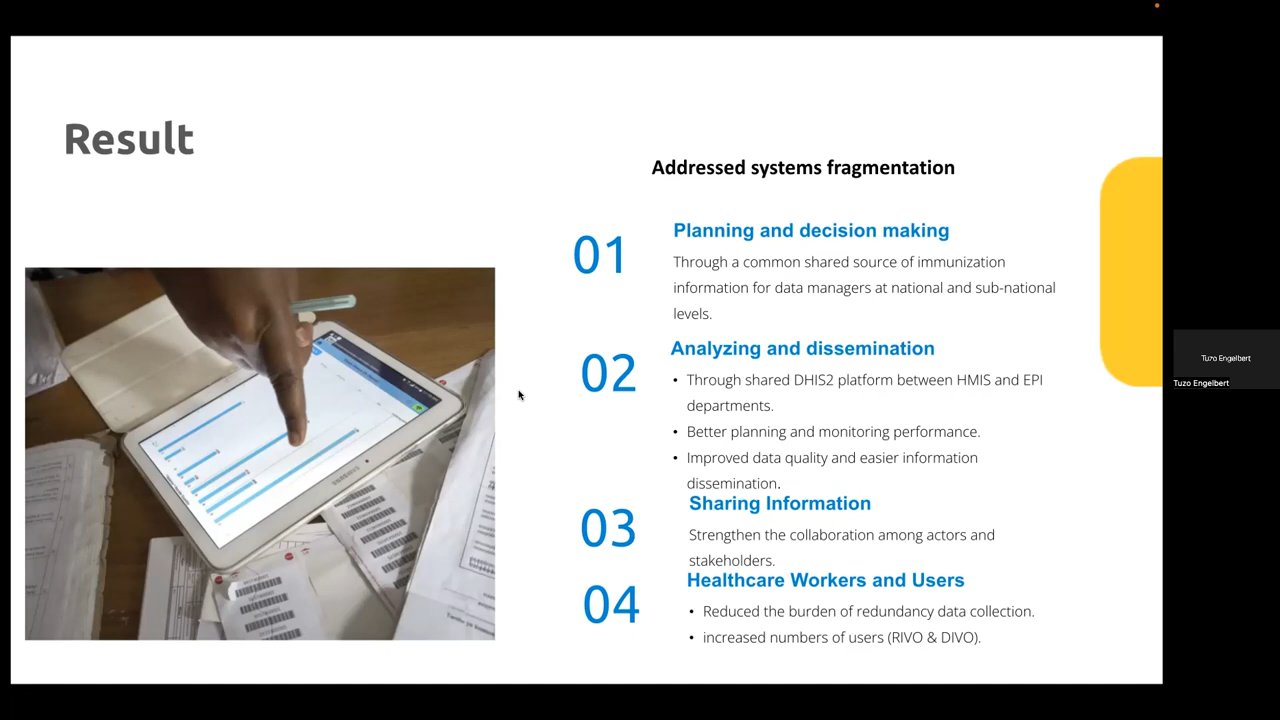 Result
Addressed systems fragmentation
01
Planning and decision making
Through a common shared source of immunization
information for data managers at national and sub-national
levels.
02
Analyzing and dissemination
• Through shared DHIS2 platform between HMIS and EPI
departments.
• Better planning and monitoring performance.
• Improved data quality and easier information
dissemination.
03
Sharing Information
Strengthen the collaboration among actors and
stakeholders.
04
Healthcare Workers and Users
• Reduced the burden of redundancy data collection.
• increased numbers of users (RIVO & DIVO).
SAMSUNG
Tuzo Engelbert
Tuzo Engelbert